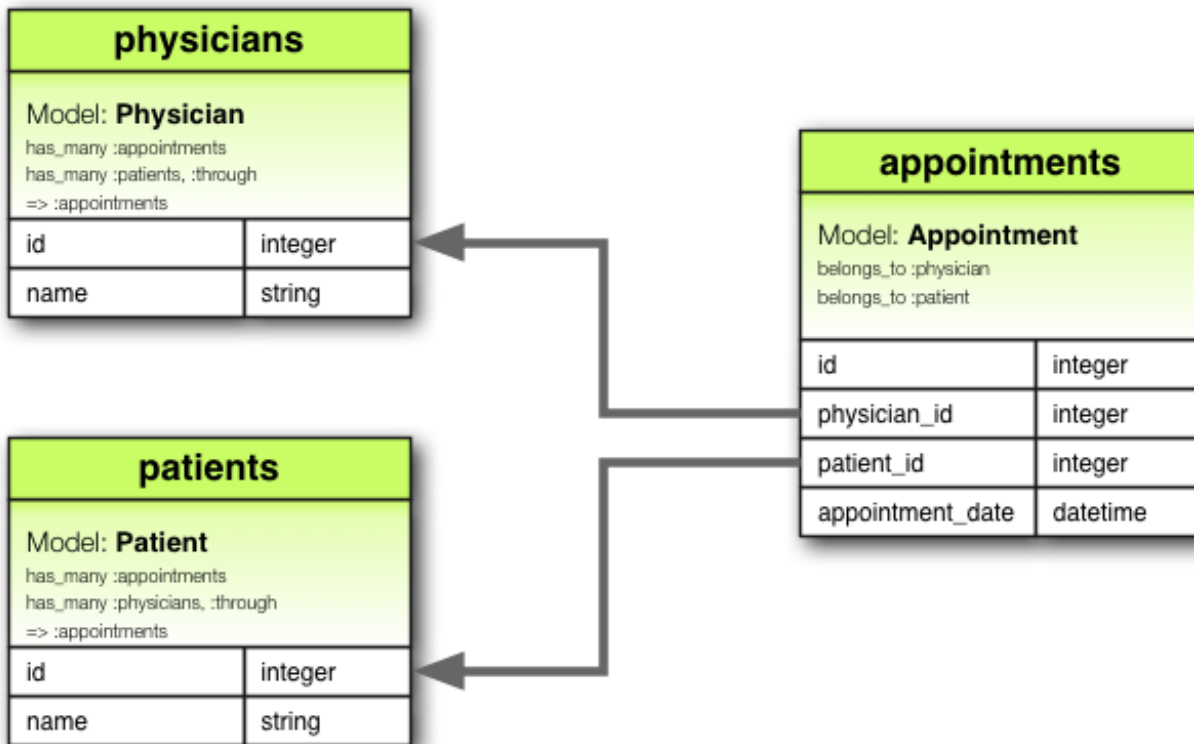 physicians
Model: Physician
has_many :appointments
has_many :patients, :through
=> :appointments
id integer
name string
appointments
Model: Appointment
belongs_to :physician
belongs_to :patient
id integer
physician_id integer
patient_id integer
appointment_date datetime
patients
Model: Patient
has_many :appointments
has_many :physicians, :through
=> :appointments
id integer
name string